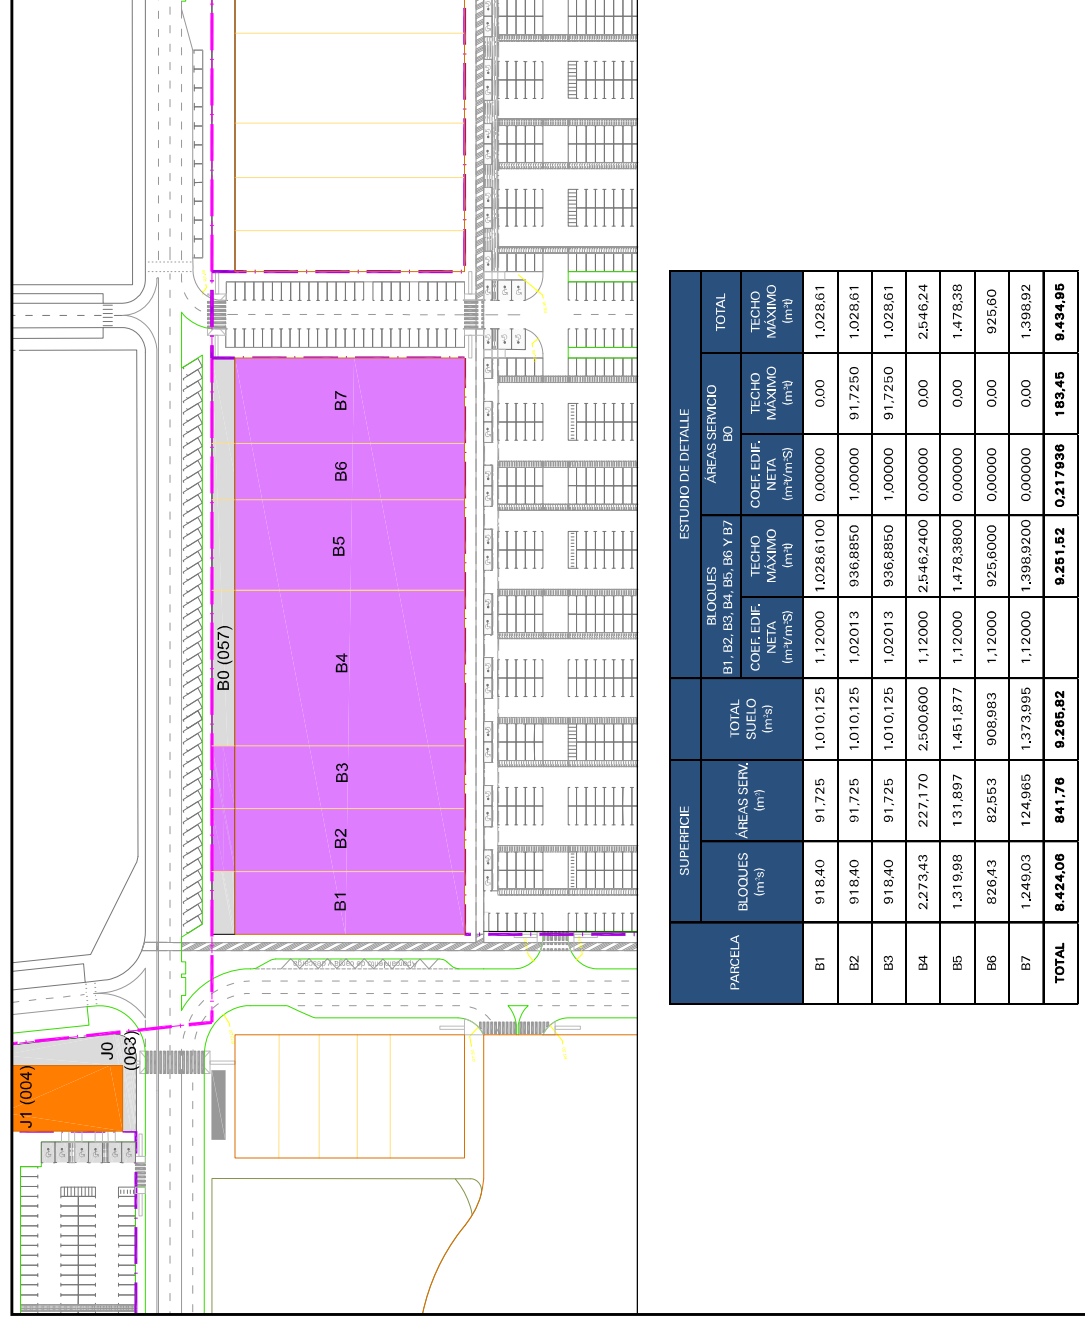 J1 (004)
J0
(063)
B0 (057)
B1
B2
B3
B4
B5
B6
B7
Aparcamiento de carga y descarga
PARCELA
SUPERFICIE
ESTUDIO DE DETALLE
BLOQUES
(m²s)
ÁREAS SERV.
(m²)
TOTAL
SUELO
(m²s)
BLOQUES
B1, B2, B3, B4, B5, B6 Y B7
ÁREAS SERVICIO
B0
TOTAL
COEF. EDIF.
NETA
(m²t/m²S)
TECHO
MÁXIMO
(m²t)
COEF. EDIF.
NETA
(m²t/m²S)
TECHO
MÁXIMO
(m²t)
TECHO
MÁXIMO
(m²t)
B1 918,40 91,725 1.010,125 1,12000 1.028,6100 0,00000 0,00 1.028,61
B2 918,40 91,725 1.010,125 1,02013 936,8850 1,00000 91,7250 1.028,61
B3 918,40 91,725 1.010,125 1,02013 936,8850 1,00000 91,7250 1.028,61
B4 2.273,43 227,170 2.500,600 1,12000 2.546,2400 0,00000 0,00 2.546,24
B5 1.319,98 131,897 1.451,877 1,12000 1.478,3800 0,00000 0,00 1.478,38
B6 826,43 82,553 908,983 1,12000 925,6000 0,00000 0,00 925,60
B7 1.249,03 124,965 1.373,995 1,12000 1.398,9200 0,00000 0,00 1.398,92
TOTAL 8.424,06 841,76 9.265,82 9.251,52 0,217936 183,45 9.434,95